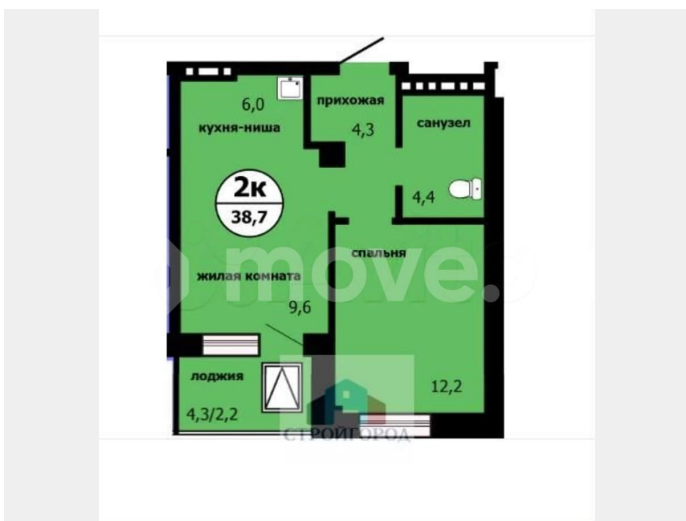 6,0
кухня-ниша
прихожая
4,3
санузел
4,4
2к
38,7
спальня
move.
жилая комната
9,6
лоджия
4,3/2,2
12,2
СТРОЙГОРОД